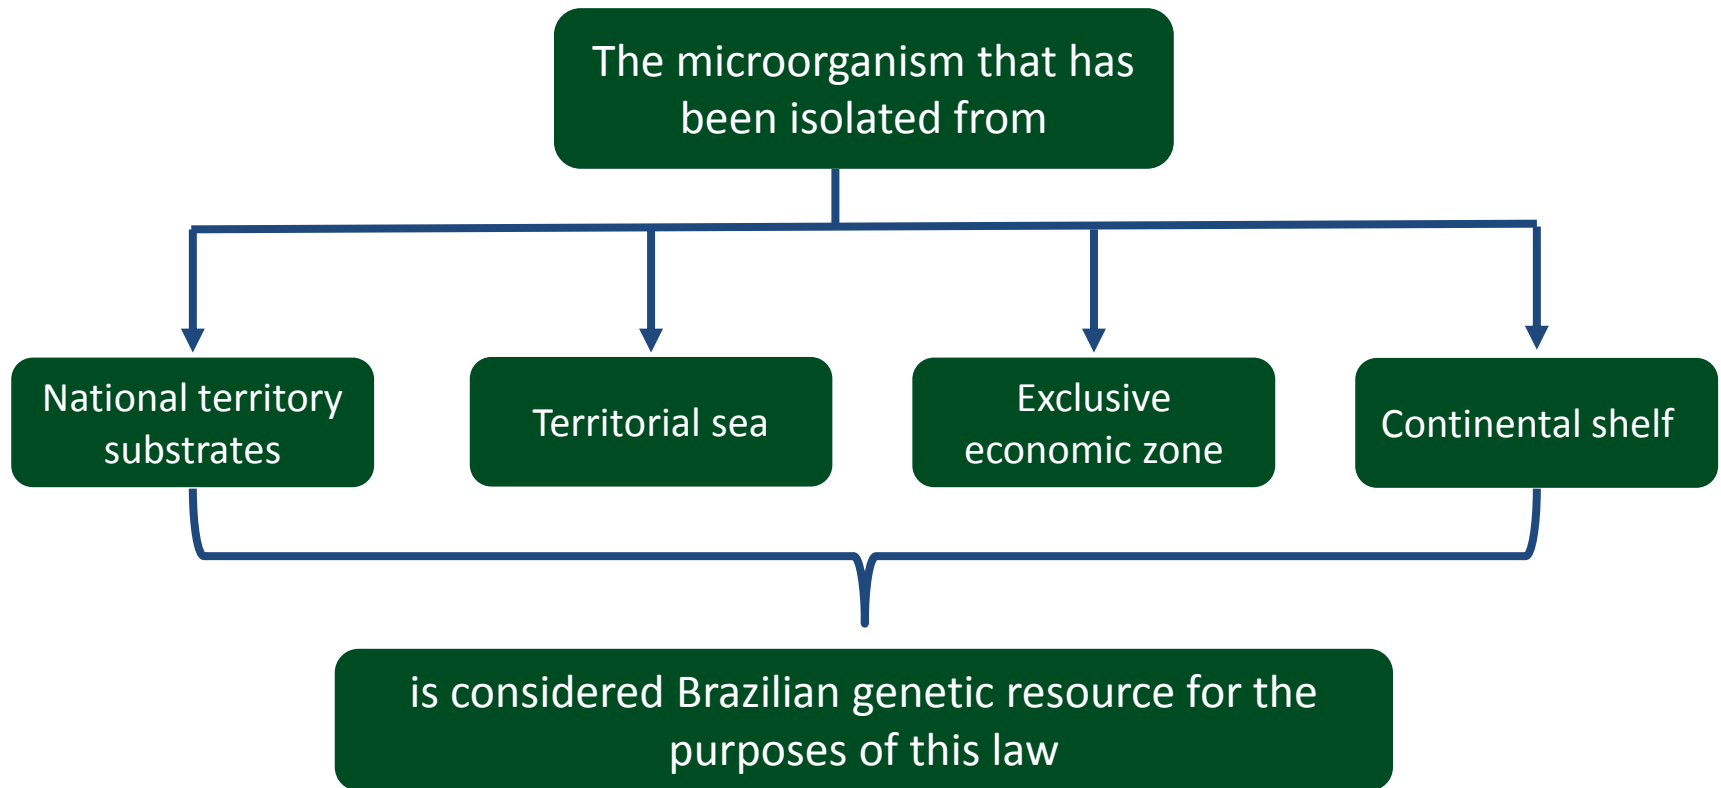 The microorganism that has
been isolated from
National territory
substrates
Territorial sea
Exclusive
economic zone
Continental shelf
is considered Brazilian genetic resource for the
purposes of this law